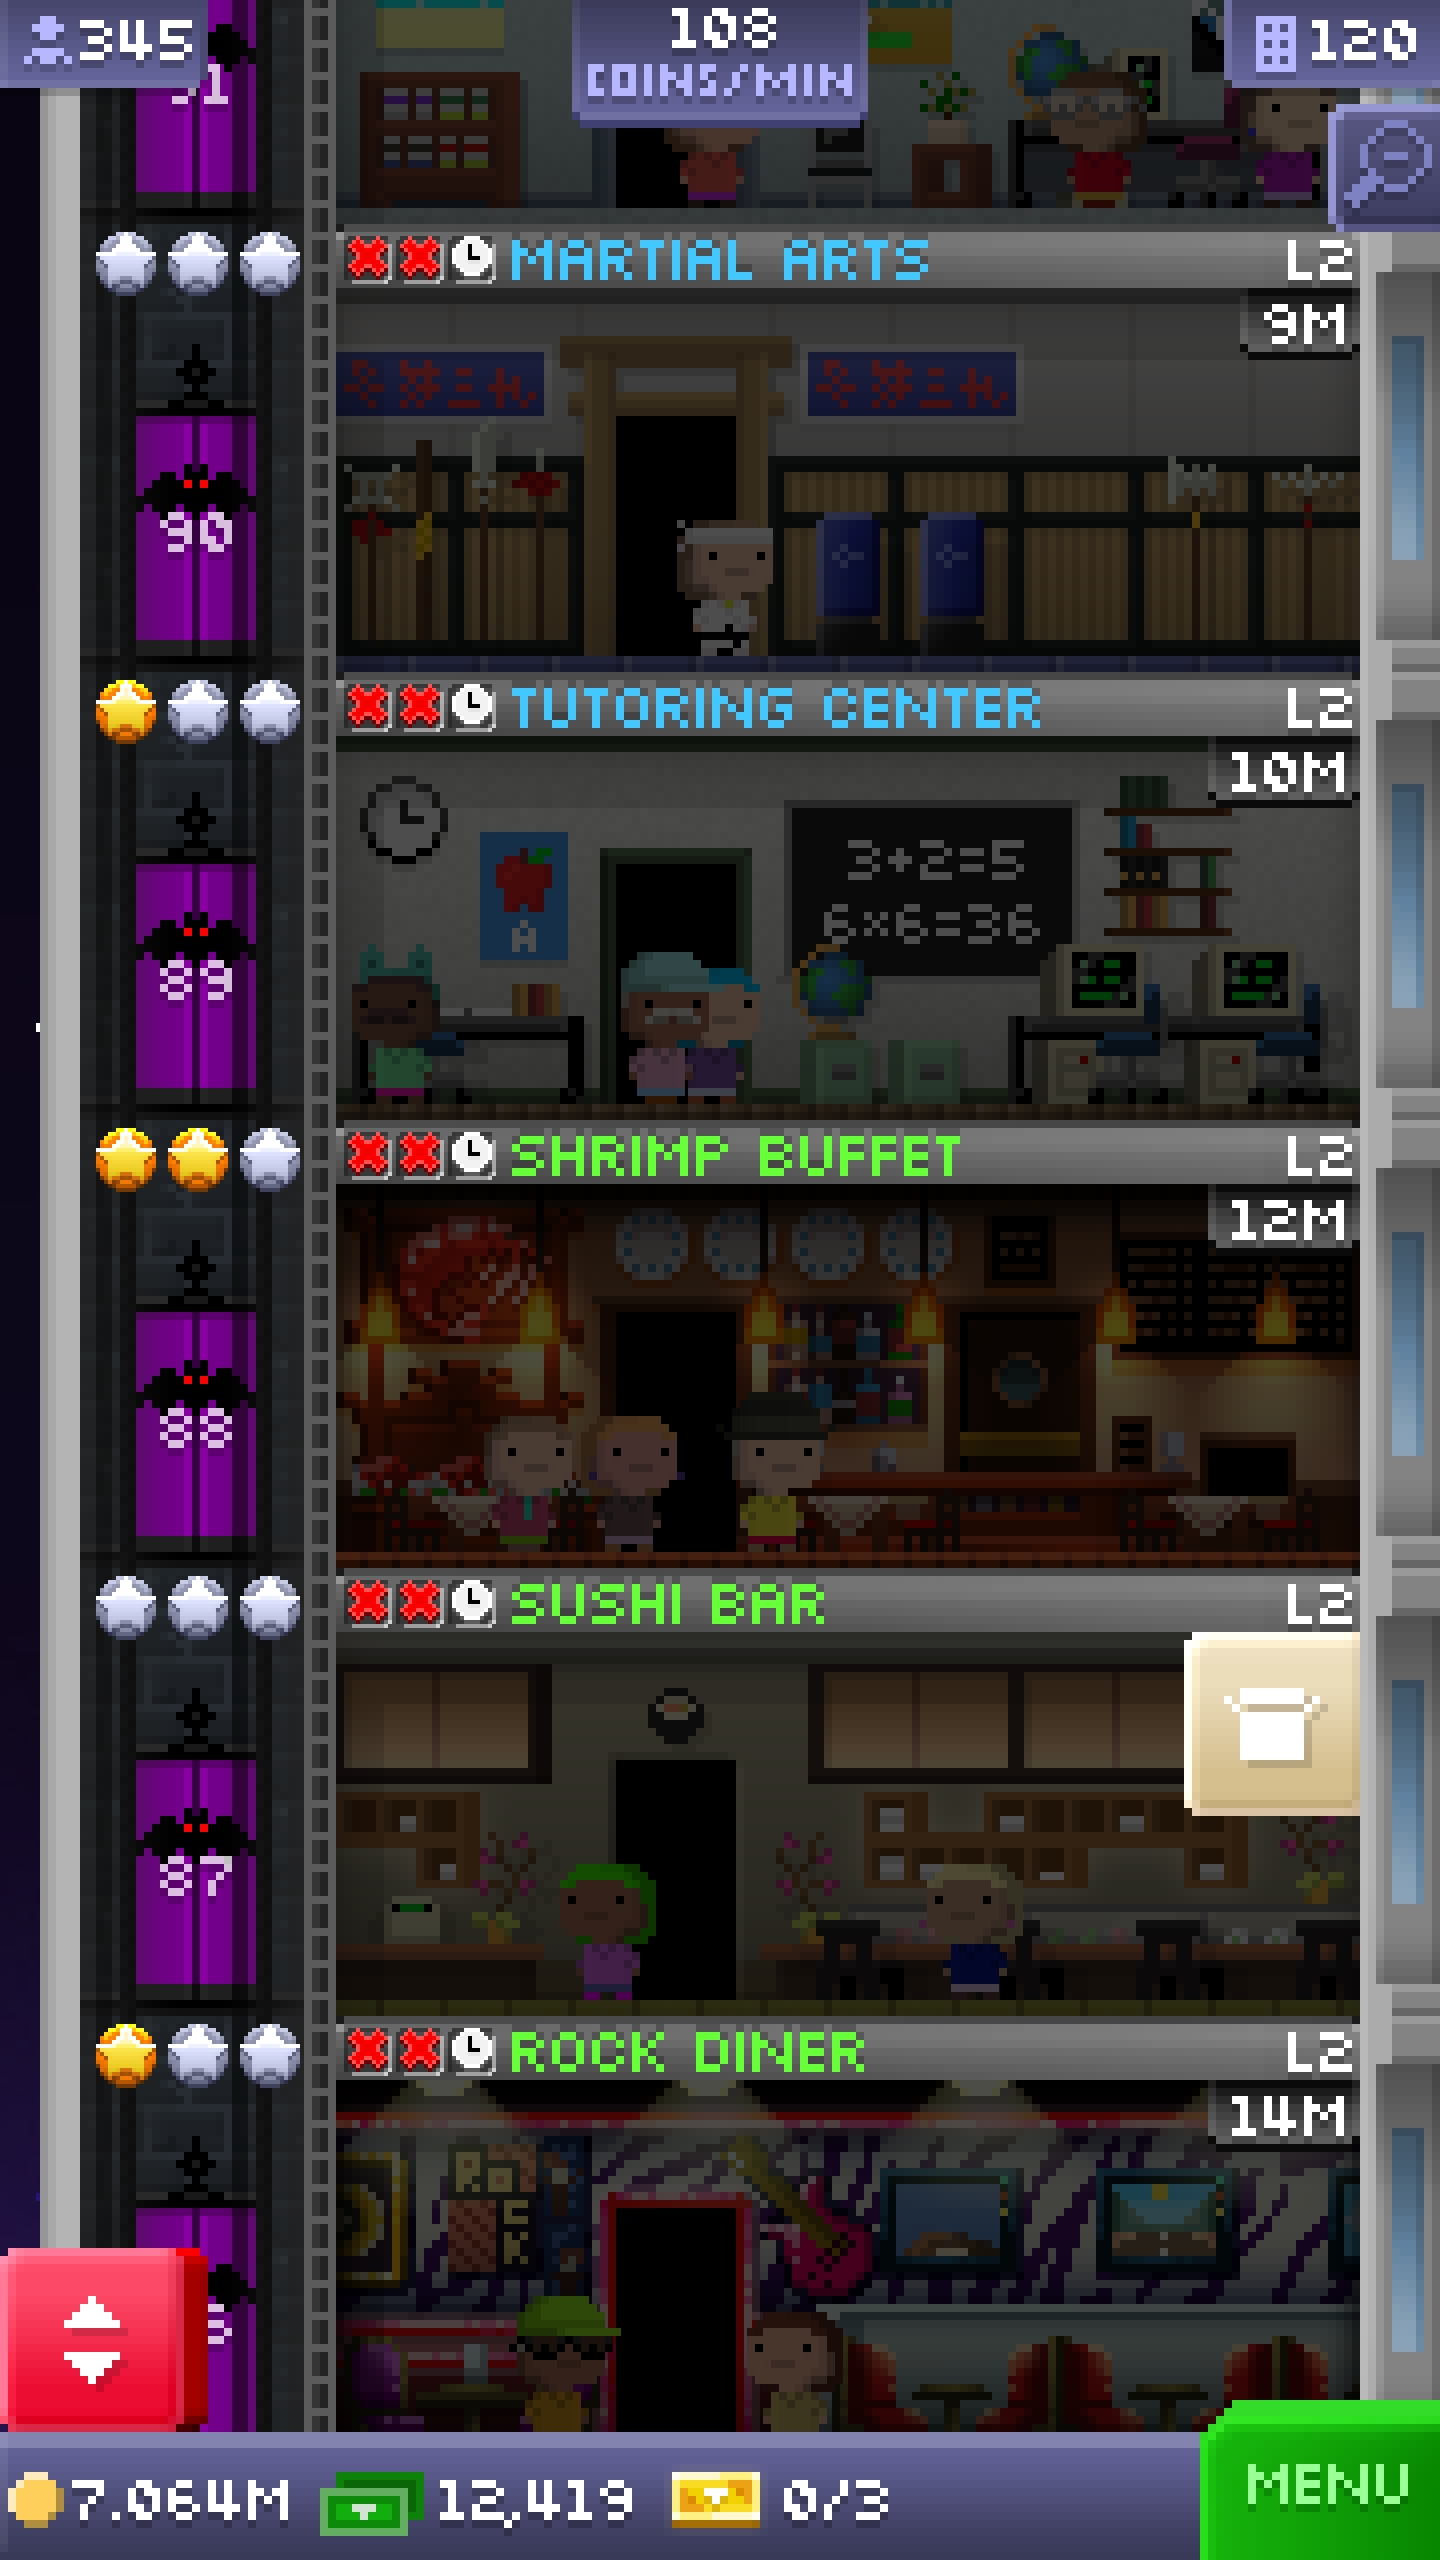 345
108
COINS/MIN
120
91
MARTIAL ARTS
L2
9M
90
TUTORING CENTER
L2
10M
3+2=5
6×6=36
A
89
SHRIMP BUFFET
L2
12M
88
SUSHI BAR
L2
87
ROCK DINER
L2
14M
7.064M
12,419
0/3
MENU